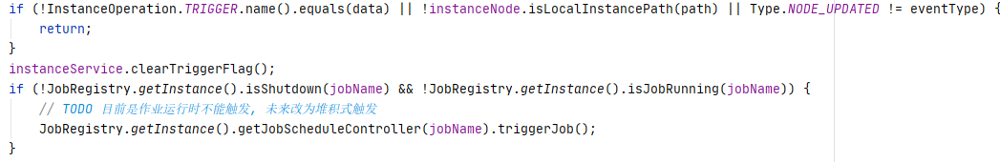 if (!InstanceOperation.TRIGGER.name().equals(data) || !instanceNode.isLocalInstancePath(path) || Type.NODE_UPDATED != eventType) {
    return;
}
instanceService.clearTriggerFlag();
if (!JobRegistry.getInstance().isShutdown(jobName) && !JobRegistry.getInstance().isJobRunning(jobName)) {
    // TODO 目前是作业运行时不能触发, 未来改为堆积式触发
    JobRegistry.getInstance().getJobScheduleController(jobName).triggerJob();
}